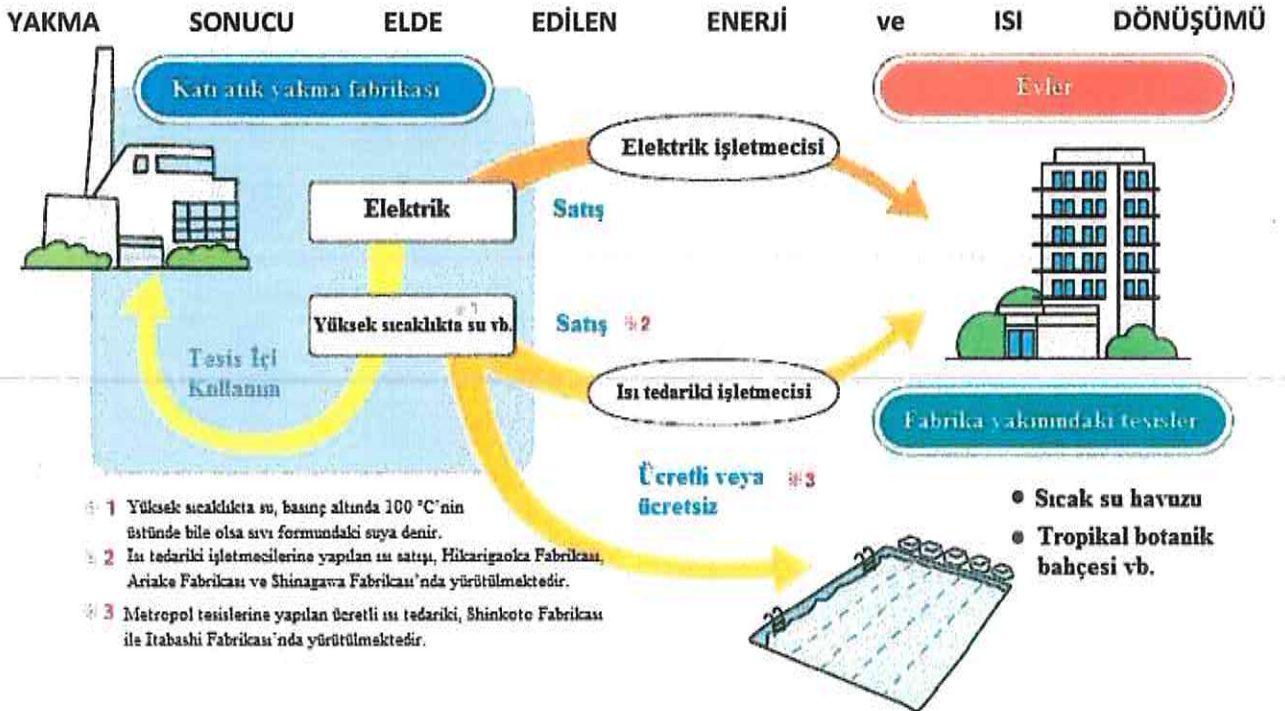 YAKMA SONUCU ELDE EDİLEN ENERJİ ve ISI DÖNÜŞÜMÜ
Katı atık yakma fabrikası
Evler
Elektrik işletmecisi
Elektrik
Satış
Yüksek sıcaklıkta su vb. ※1
Satış ※2
Tesis İçi
Kullanım
Isı tedariki işletmecisi
Fabrika yakınındaki tesisler
Ücretli veya ※3
ücretsiz
● Sıcak su havuzu
● Tropikal botanik
bahçesi vb.
※1 Yüksek sıcaklıkta su, basınç altında 100 °C'nin
üstünde bile olsa sıvı formundaki suya denir.
※2 Isı tedariki işletmecilerine yapılan ısı satışı, Hikarigaoka Fabrikası,
Ariake Fabrikası ve Shinagawa Fabrikası'nda yürütülmektedir.
※3 Metropol tesislerine yapılan ücretli ısı tedariki, Shinkoto Fabrikası
ile Itabashi Fabrikası'nda yürütülmektedir.